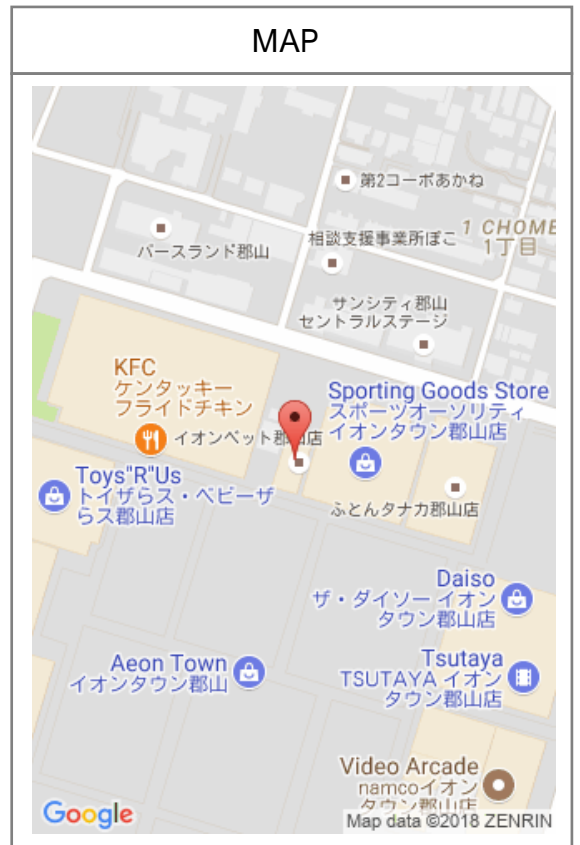 MAP
第2コーポあかね
1 CHOME
1丁目
相談支援事業所ぽこ
バースランド郡山
サンシティ郡山
セントラルステージ
KFC
ケンタッキー
フライドチキン
Sporting Goods Store
スポーツオーソリティ
イオンタウン郡山店
イオンペット郡山店
Toys"R"Us
トイザらス・ベビーザ
らス郡山店
ふとんタナカ郡山店
Daiso
ザ・ダイソー イオン
タウン郡山店
Aeon Town
イオンタウン郡山
Tsutaya
TSUTAYA イオン
タウン郡山店
Video Arcade
namcoイオン
タウン郡山店
Google
Map data ©2018 ZENRIN